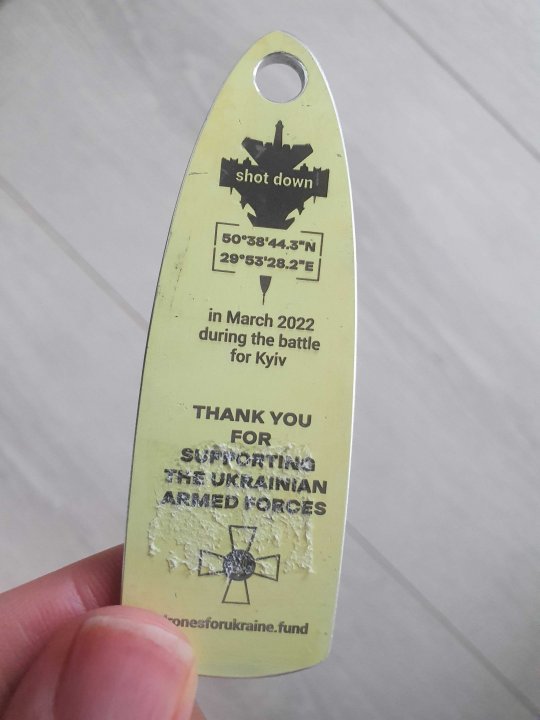 shot down
50°38'44.3"N
29°53'28.2"E
in March 2022
during the battle
for Kyiv
THANK YOU
FOR
SUPPORTING
THE UKRAINIAN
ARMED FORCES
ronesforukraine.fund